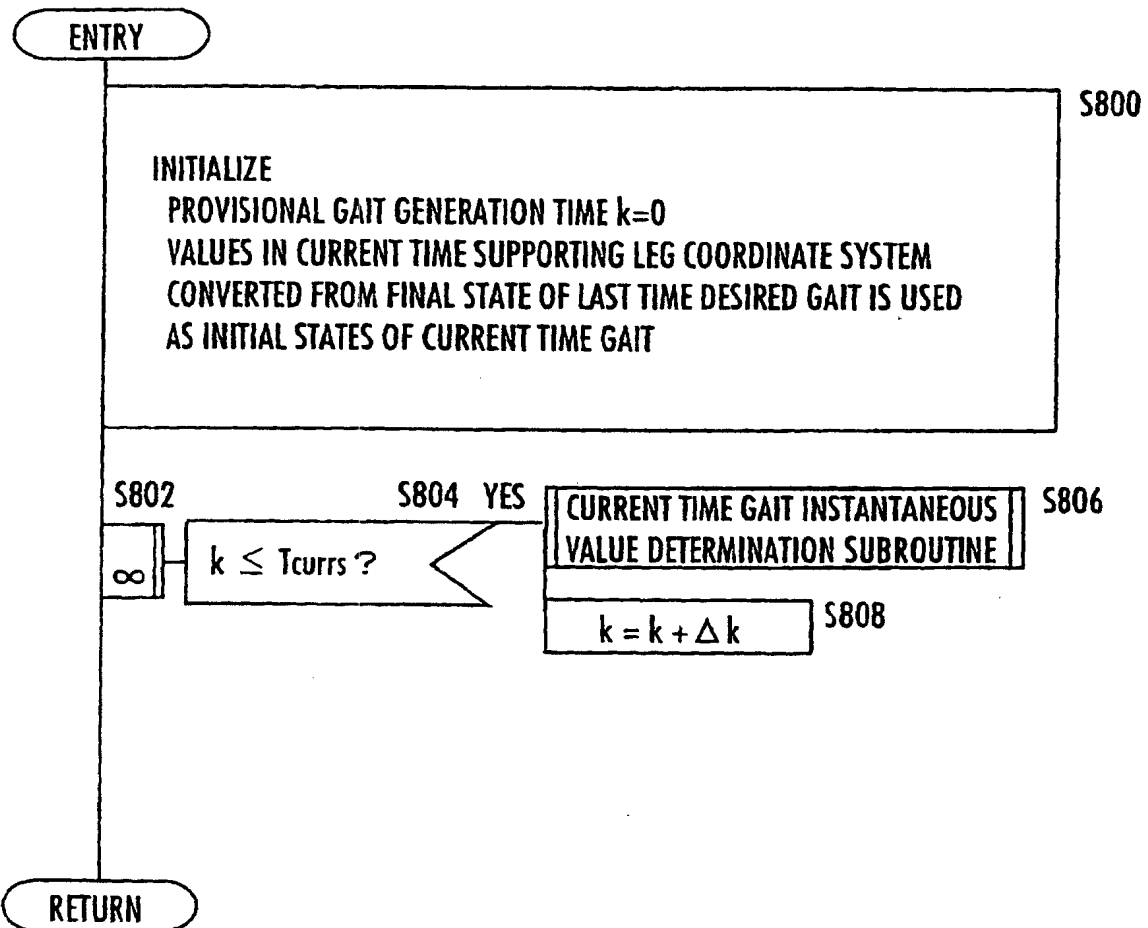 ENTRY
S800
INITIALIZE
PROVISIONAL GAIT GENERATION TIME k=0
VALUES IN CURRENT TIME SUPPORTING LEG COORDINATE SYSTEM
CONVERTED FROM FINAL STATE OF LAST TIME DESIRED GAIT IS USED
AS INITIAL STATES OF CURRENT TIME GAIT
S802
∞
S804 YES
k ≤ Tcurrs ?
CURRENT TIME GAIT INSTANTANEOUS
VALUE DETERMINATION SUBROUTINE
S806
k = k + Δ k
S808
RETURN